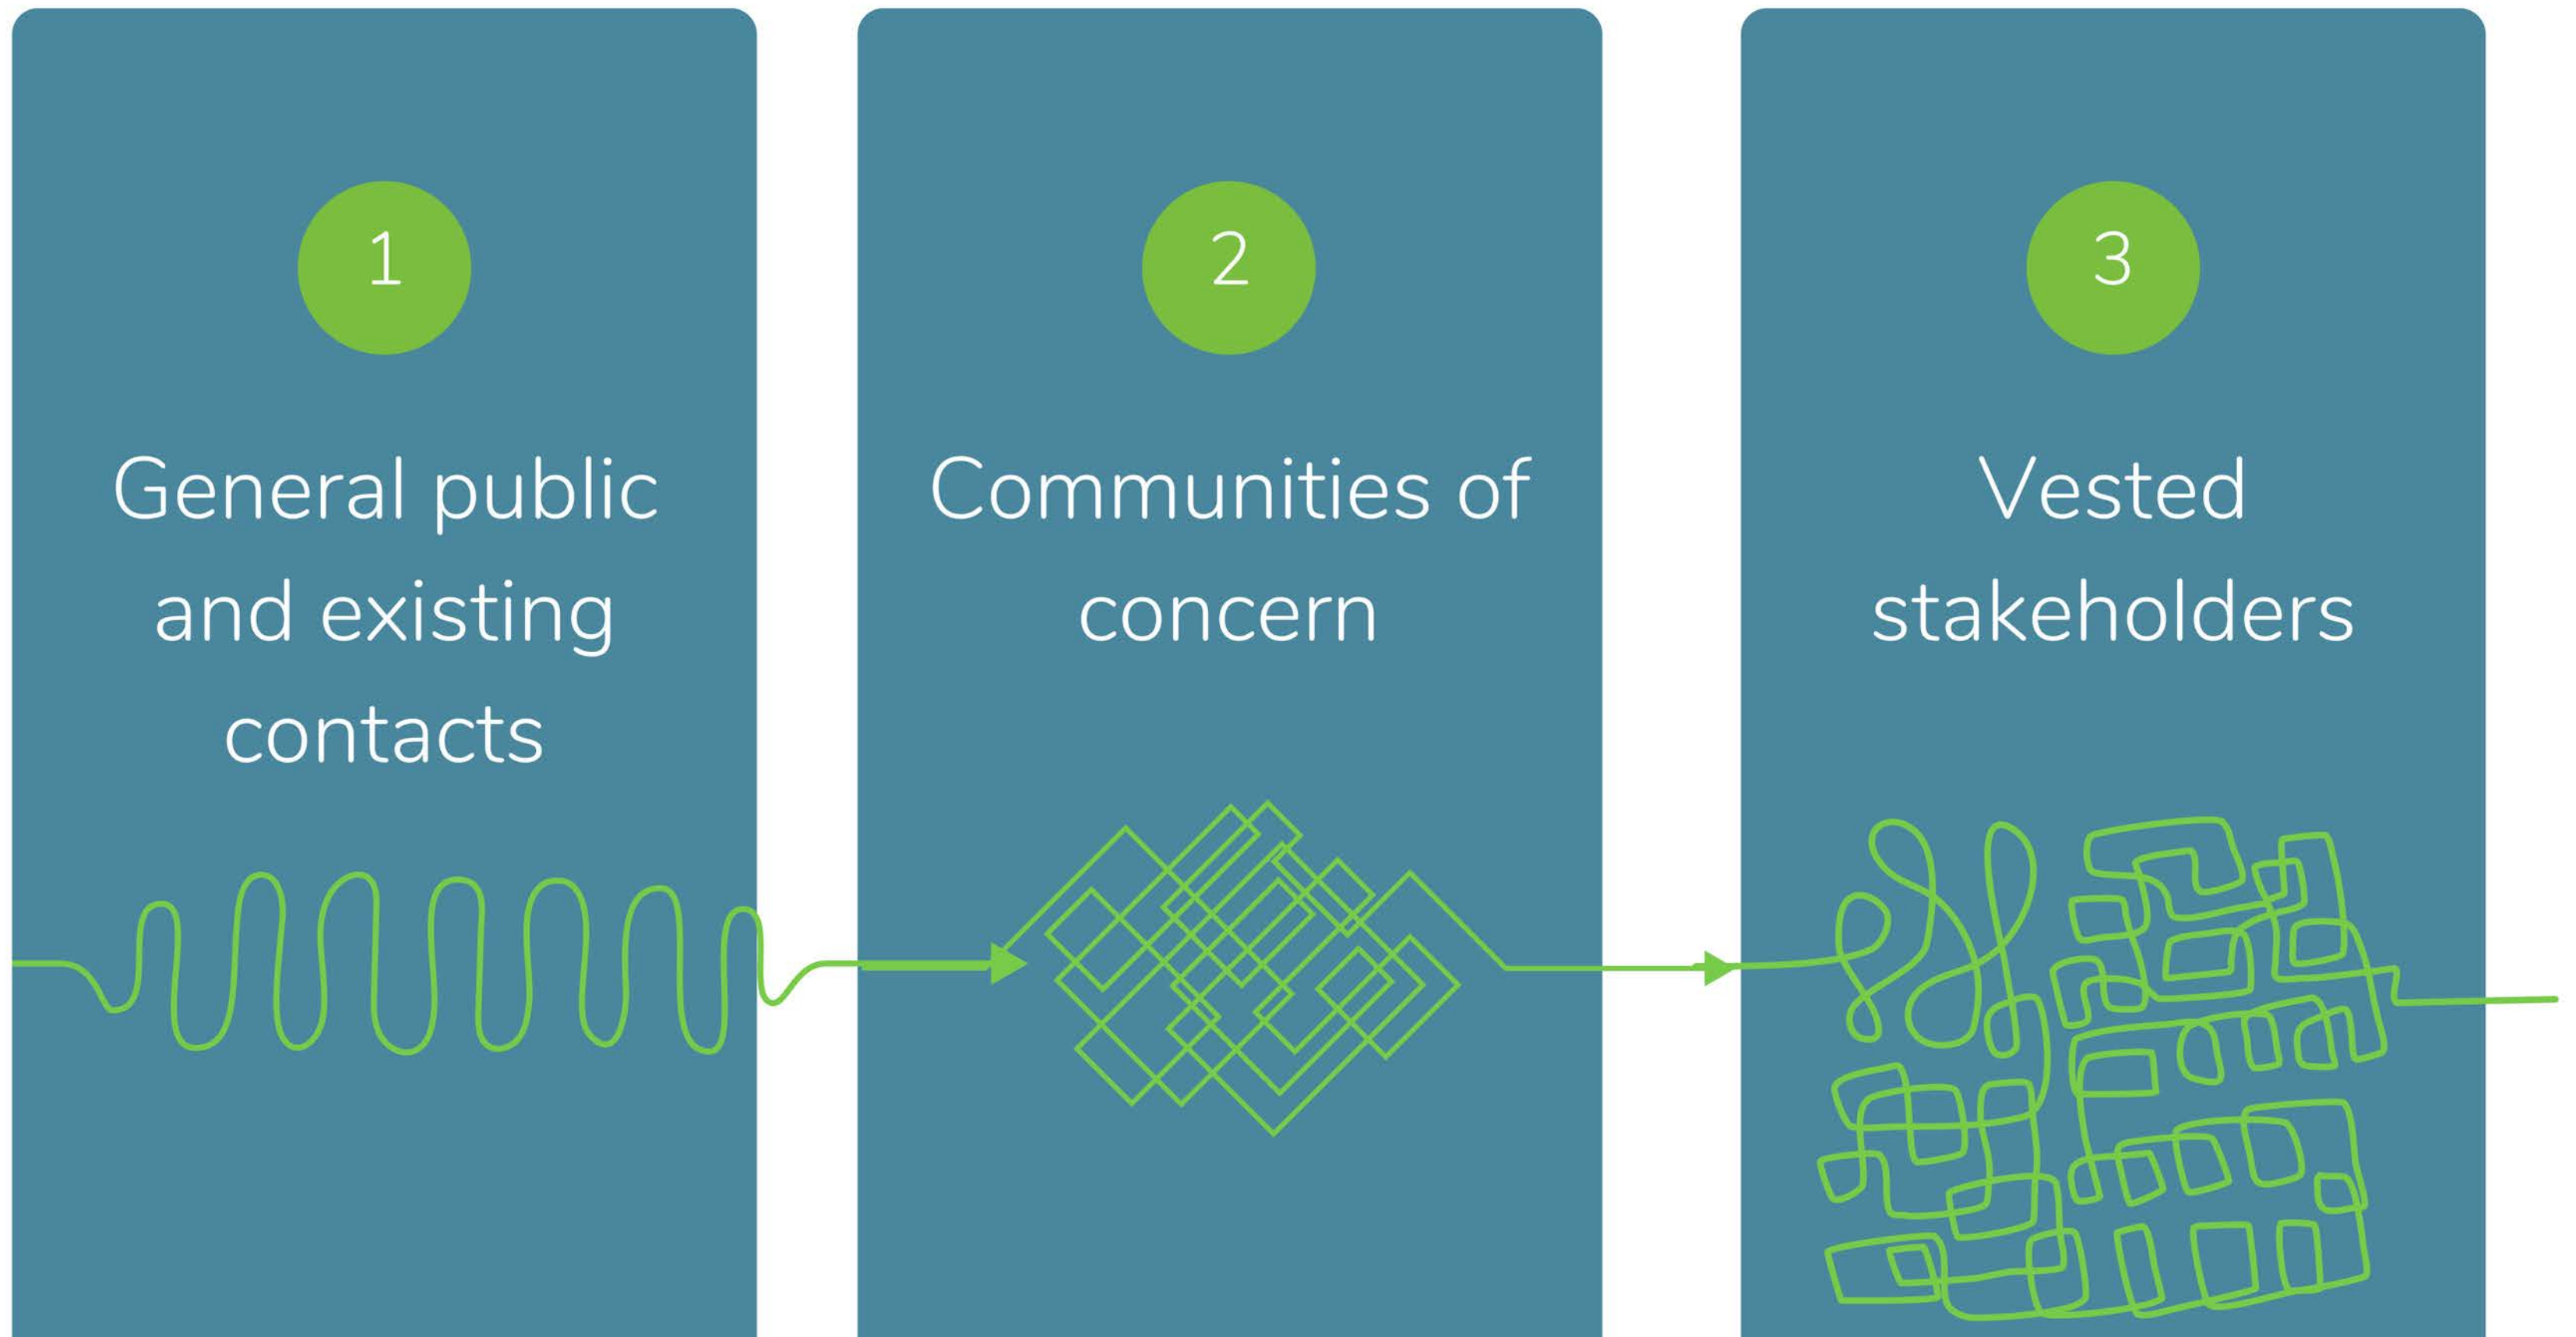 1
General public
and existing
contacts
2
Communities of
concern
3
Vested
stakeholders